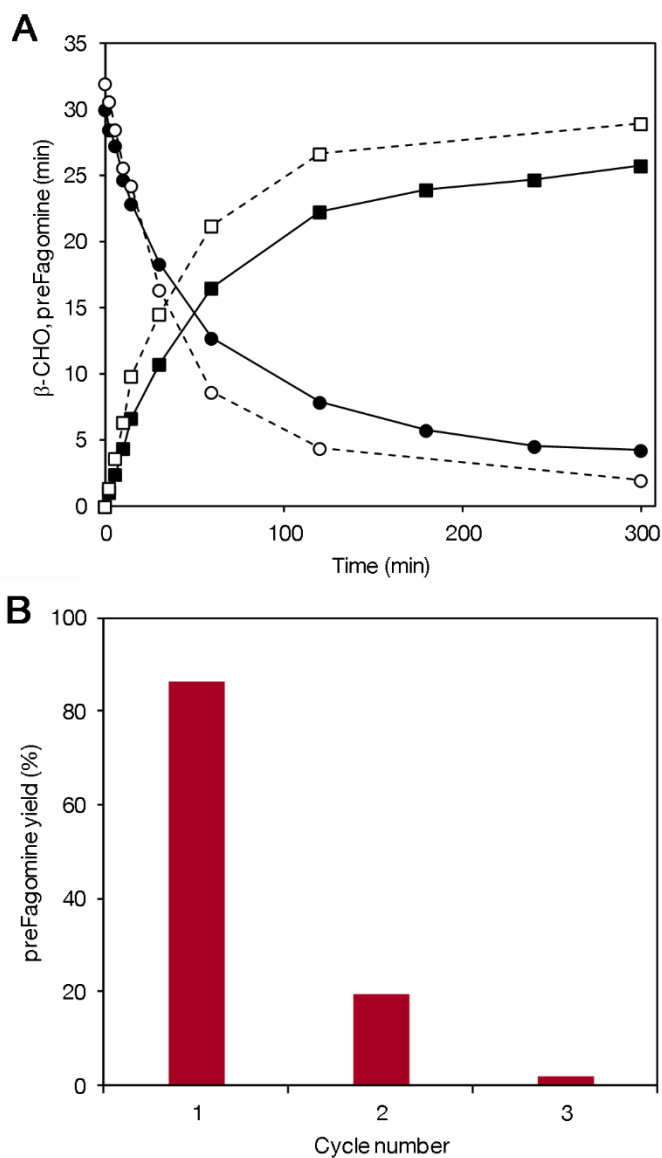 A
35
30
25
20
15
10
5
0
β-CHO, preFagomine (min)
0 100 200 300
Time (min)
B
100
80
60
40
20
0
preFagomine yield (%)
1 2 3
Cycle number